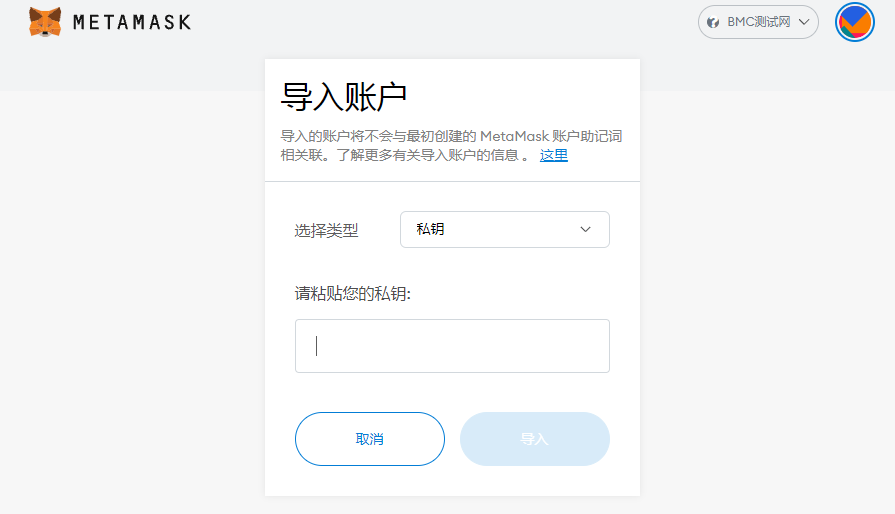 METAMASK
BMC测试网
导入账户
导入的账户将不会与最初创建的 MetaMask 账户助记词
相关联。了解更多有关导入账户的信息 。 这里
选择类型
私钥
请粘贴您的私钥:
取消
导入